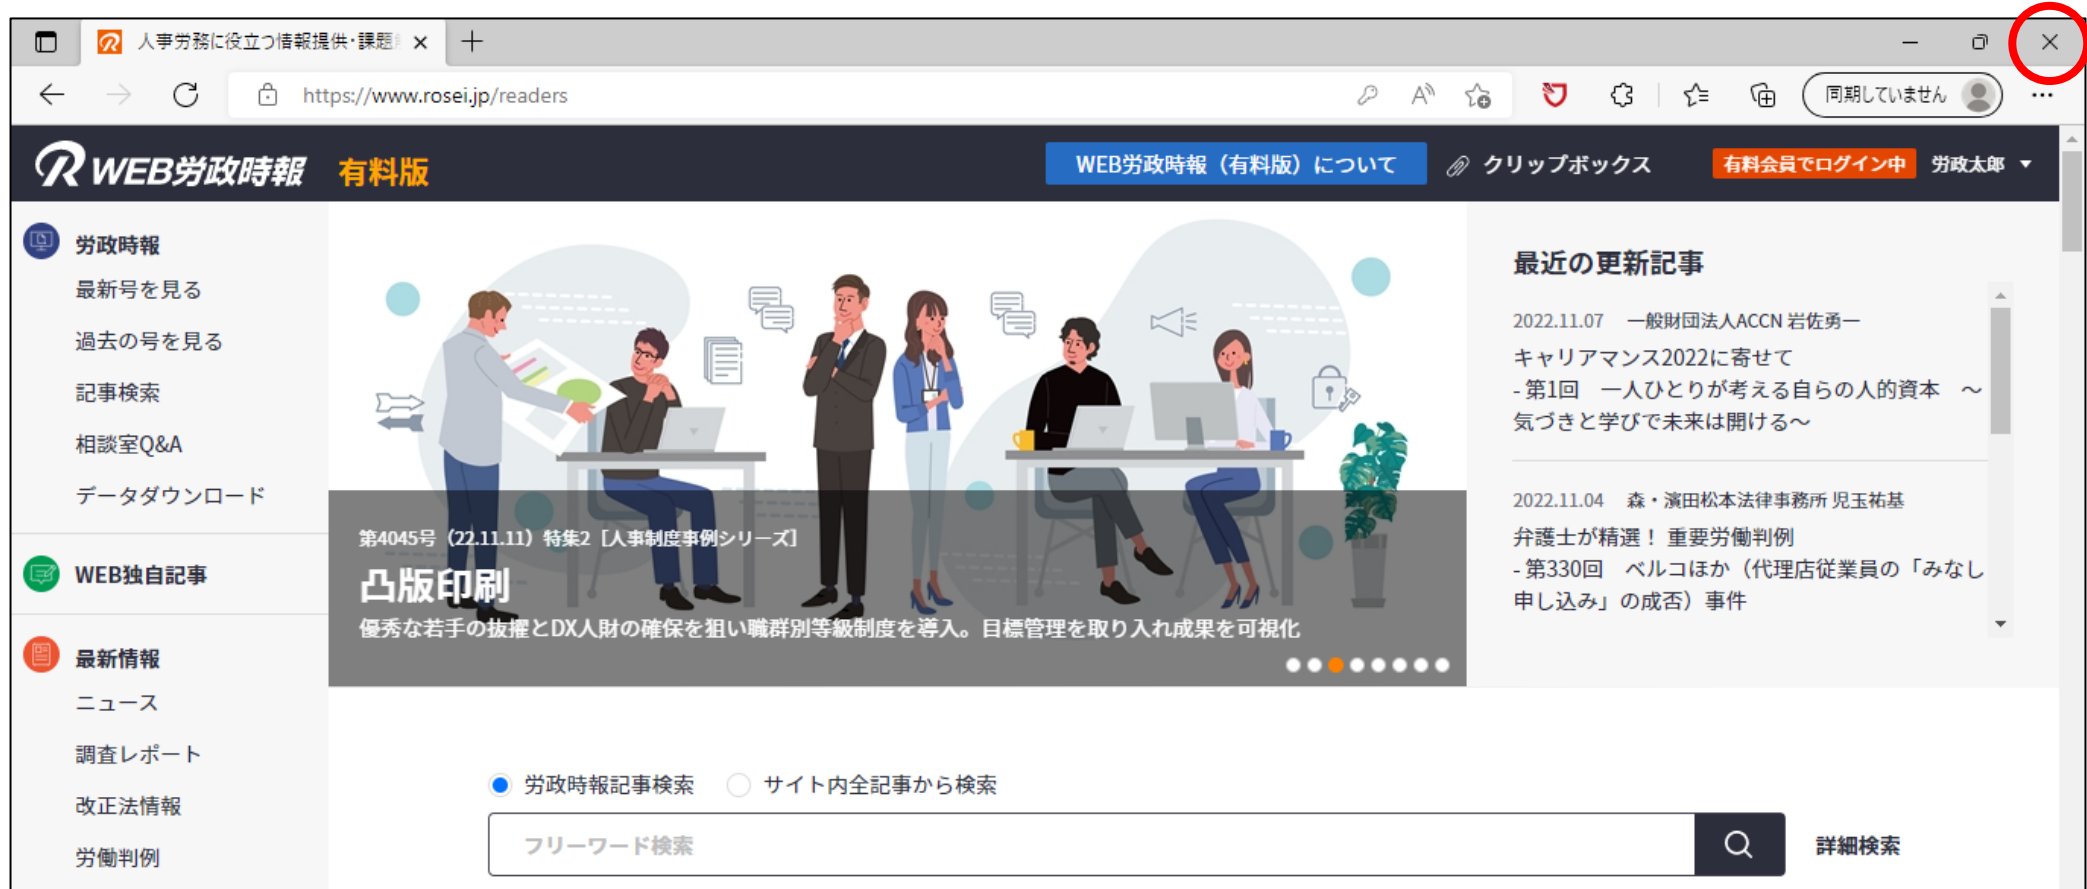 人事労務に役立つ情報提供・課題
https://www.rosei.jp/readers
同期していません
WEB労政時報 有料版
WEB労政時報（有料版）について
クリップボックス
有料会員でログイン中
労政太郎
労政時報
最新号を見る
過去の号を見る
記事検索
相談室Q&A
データダウンロード
WEB独自記事
最新情報
ニュース
調査レポート
改正法情報
労働判例
第4045号（22.11.11）特集2［人事制度事例シリーズ］
凸版印刷
優秀な若手の抜擢とDX人財の確保を狙い職群別等級制度を導入。目標管理を取り入れ成果を可視化
最近の更新記事
2022.11.07　一般財団法人ACCN 岩佐勇一
キャリアマンス2022に寄せて
- 第1回　一人ひとりが考える自らの人的資本　～
気づきと学びで未来は開ける～
2022.11.04　森・濱田松本法律事務所 児玉祐基
弁護士が精選！ 重要労働判例
- 第330回　ベルコほか（代理店従業員の「みなし
申し込み」の成否）事件
労政時報記事検索
サイト内全記事から検索
フリーワード検索
詳細検索